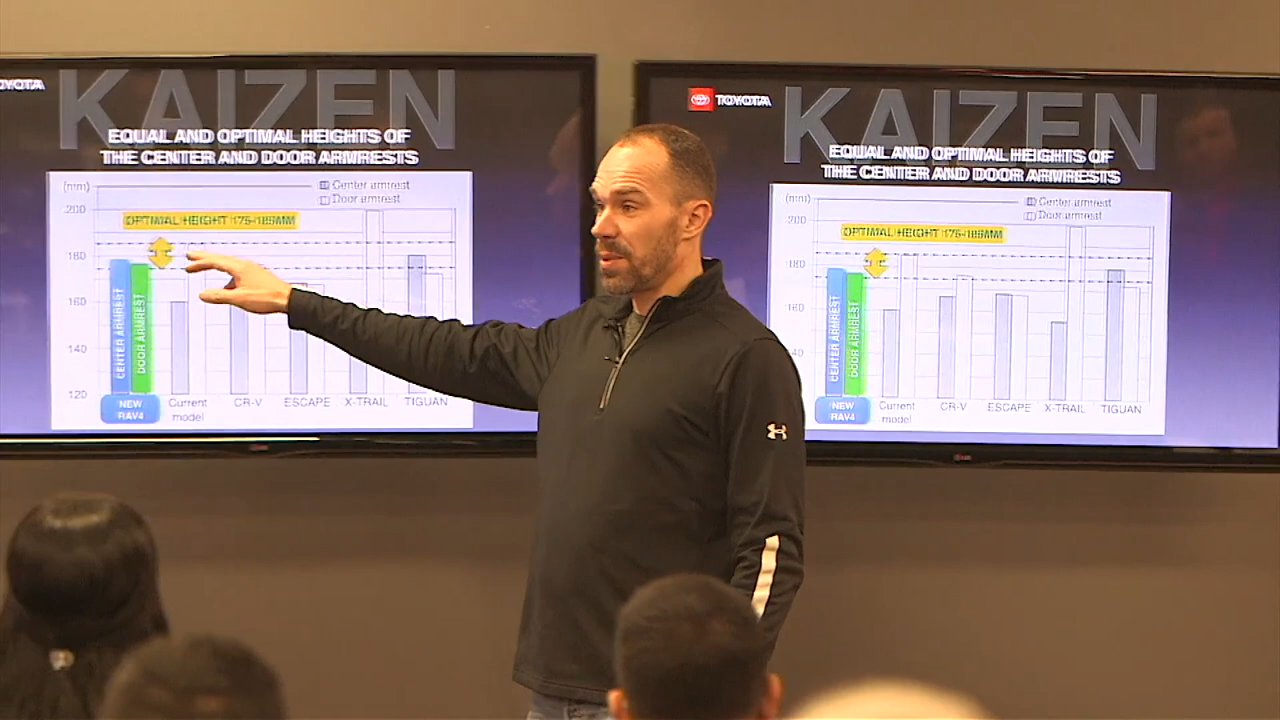 OYOTA
KAIZEN
EQUAL AND OPTIMAL HEIGHTS OF
THE CENTER AND DOOR ARMRESTS
(mm)
Center armrest
Door armrest
200
OPTIMAL HEIGHT 175-185MM
180
160
140
120
CENTER ARMREST
DOOR ARMREST
NEW
RAV4
Current
model
CR-V
ESCAPE
X-TRAIL
TIGUAN
TOYOTA
KAIZEN
EQUAL AND OPTIMAL HEIGHTS OF
THE CENTER AND DOOR ARMRESTS
(mm)
Center armrest
Door armrest
200
OPTIMAL HEIGHT 175-185MM
180
160
40
CENTER ARMREST
DOOR ARMREST
NEW
RAV4
Current
model
CR-V
ESCAPE
X-TRAIL
TIGUAN